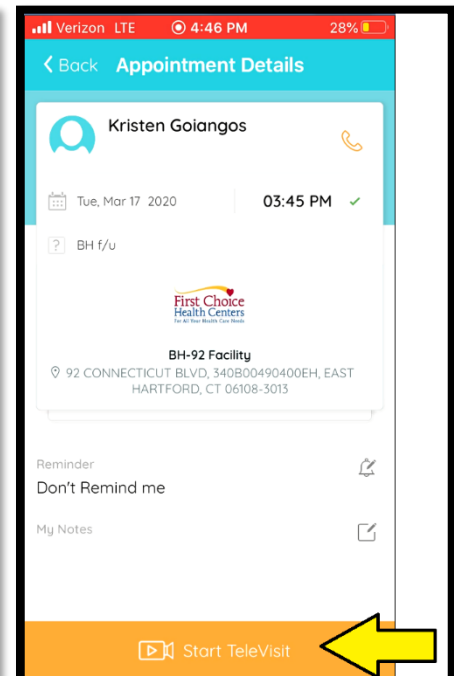 Verizon LTE 4:46 PM 28%
Back Appointment Details
Kristen Goiangos
Tue, Mar 17 2020 03:45 PM
? BH f/u
First Choice
Health Centers
For All Your Health Care Needs
BH-92 Facility
92 CONNECTICUT BLVD, 340B00490400EH, EAST
HARTFORD, CT 06108-3013
Reminder
Don't Remind me
My Notes
Start TeleVisit